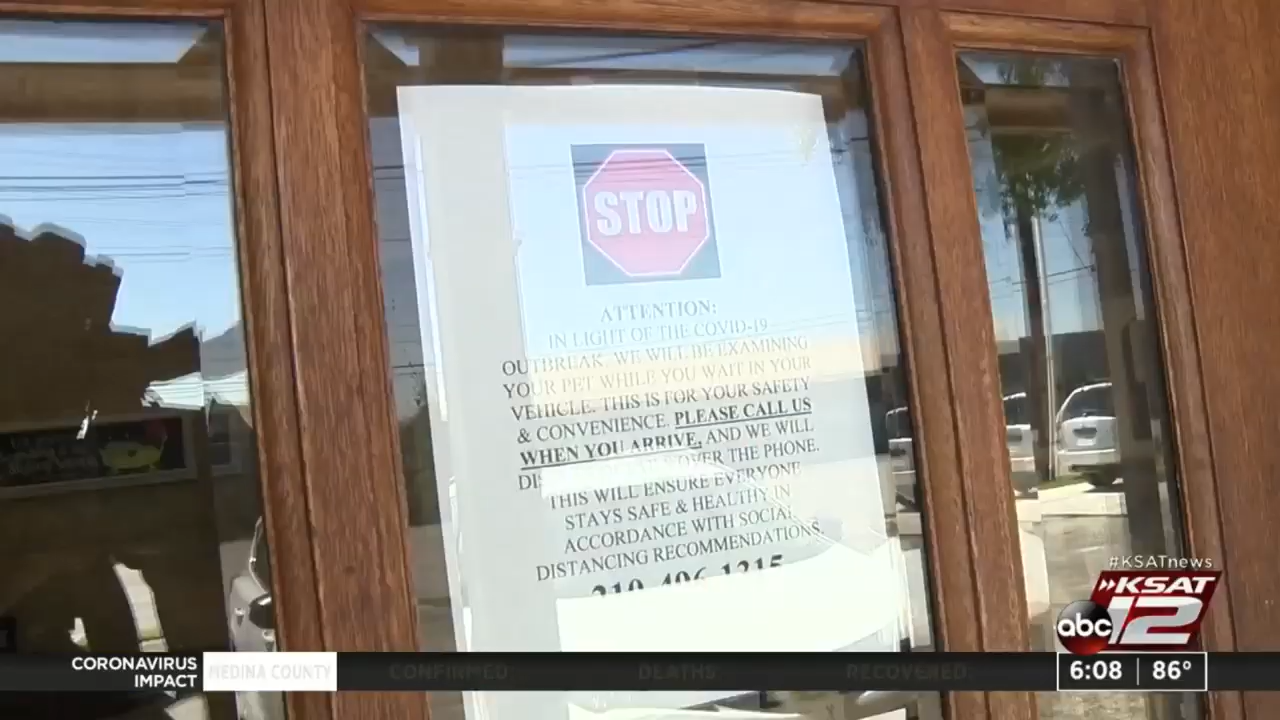 STOP
ATTENTION:
IN LIGHT OF THE COVID-19
OUTBREAK, WE WILL BE EXAMINING
YOUR PET WHILE YOU WAIT IN YOUR
VEHICLE. THIS IS FOR YOUR SAFETY
& CONVENIENCE. PLEASE CALL US
WHEN YOU ARRIVE, AND WE WILL
OVER THE PHONE.
THIS WILL ENSURE EVERYONE
STAYS SAFE & HEALTHY IN
ACCORDANCE WITH SOCIAL
DISTANCING RECOMMENDATIONS.
210-496-1315
#KSATnews
KSAT
abc 12
CORONAVIRUS
IMPACT
MEDINA COUNTY CONFIRMED: DEATHS: RECOVERED:
6:08 86°